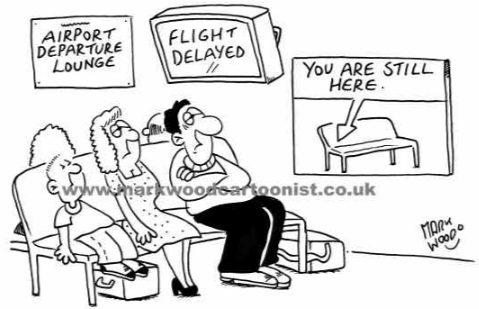 AIRPORT
DEPARTURE
LOUNGE
FLIGHT
DELAYED
YOU ARE STILL
HERE.
www.markwoodcartoonist.co.uk
MARK
WOOD